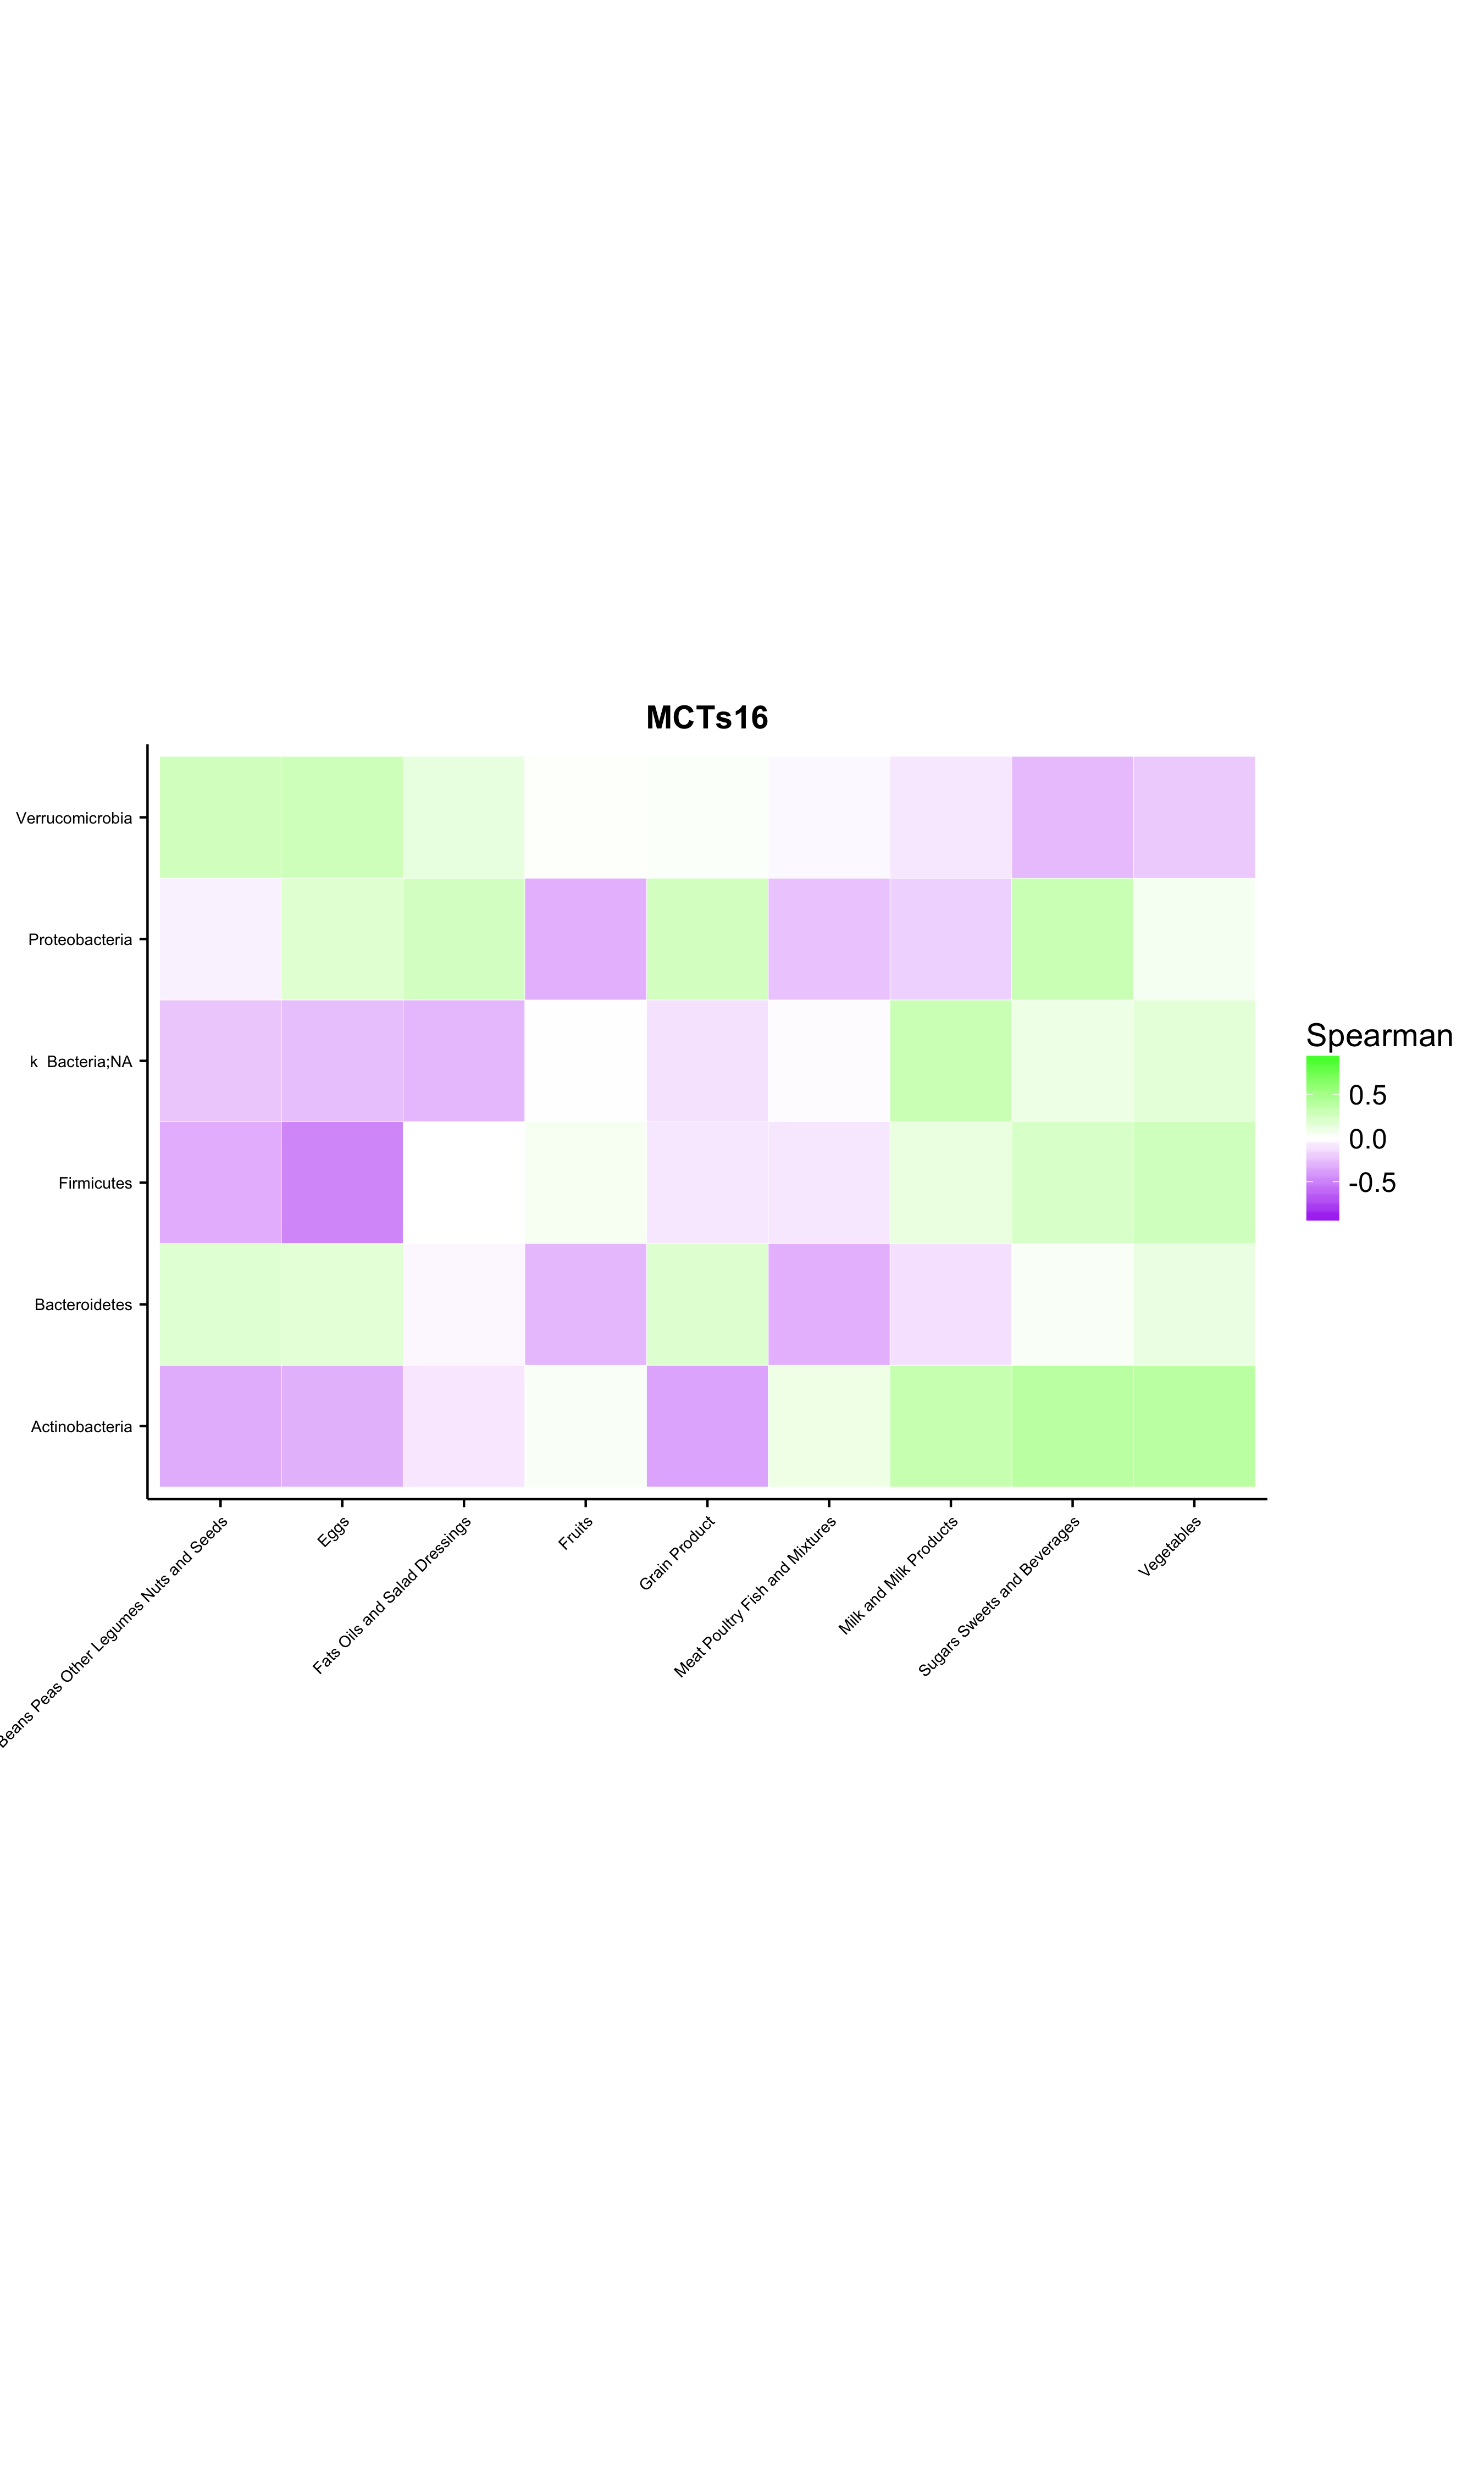 MCTs16
Verrucomicrobia
Proteobacteria
k Bacteria;NA
Firmicutes
Bacteroidetes
Actinobacteria
Beans Peas Other Legumes Nuts and Seeds
Eggs
Fats Oils and Salad Dressings
Fruits
Grain Product
Meat Poultry Fish and Mixtures
Milk and Milk Products
Sugars Sweets and Beverages
Vegetables
Spearman
0.5
0.0
-0.5